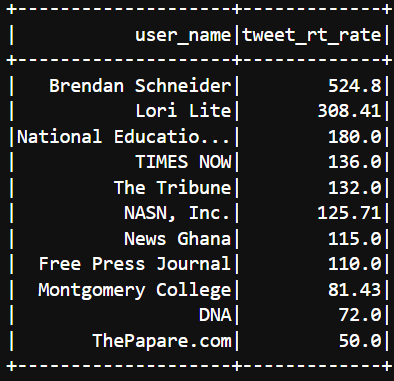 +--------------------+-------------+
|           user_name|tweet_rt_rate|
+--------------------+-------------+
|   Brendan Schneider|        524.8|
|           Lori Lite|       308.41|
|National Educatio...|        180.0|
|           TIMES NOW|        136.0|
|         The Tribune|        132.0|
|          NASN, Inc.|       125.71|
|          News Ghana|        115.0|
|  Free Press Journal|        110.0|
|  Montgomery College|        81.43|
|                 DNA|         72.0|
|       ThePapare.com|         50.0|
+--------------------+-------------+